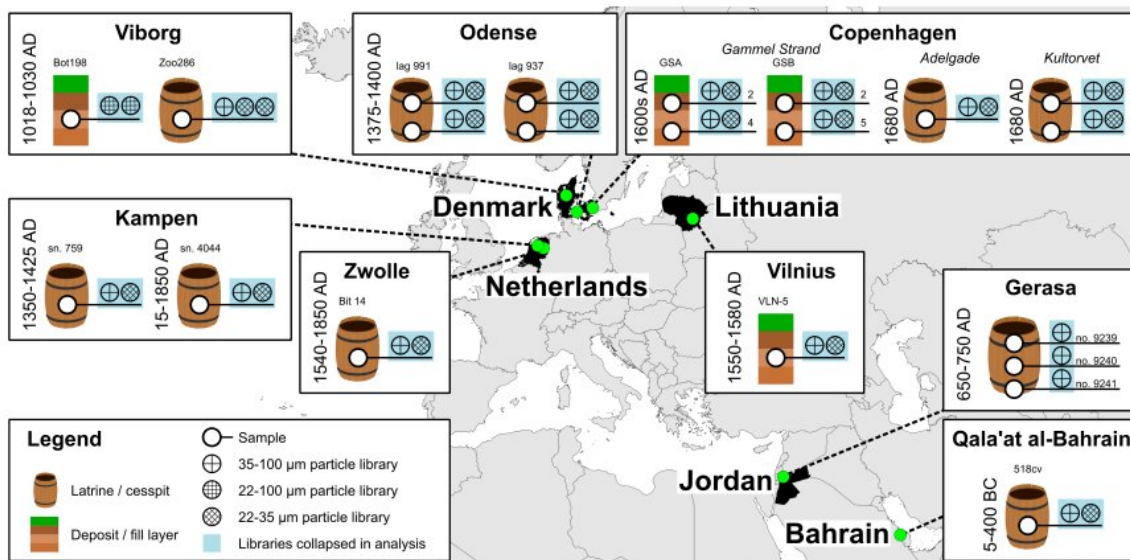 Viborg
1018-1030 AD
Bot198
Zoo286
Odense
1375-1400 AD
lag 991
lag 937
Copenhagen
Gammel Strand
Adelgade
Kultorvet
1600s AD
GSA
GSB
2
4
2
5
1680 AD
1680 AD
Kampen
1350-1425 AD
sn. 759
15-1850 AD
sn. 4044
Denmark
Lithuania
Netherlands
Zwolle
1540-1850 AD
Bit 14
Vilnius
1550-1580 AD
VLN-5
Gerasa
650-750 AD
no. 9239
no. 9240
no. 9241
Legend
Latrine / cesspit
Deposit / fill layer
Sample
35-100 µm particle library
22-100 µm particle library
22-35 µm particle library
Libraries collapsed in analysis
Jordan
Bahrain
Qala'at al-Bahrain
5-400 BC
518cv